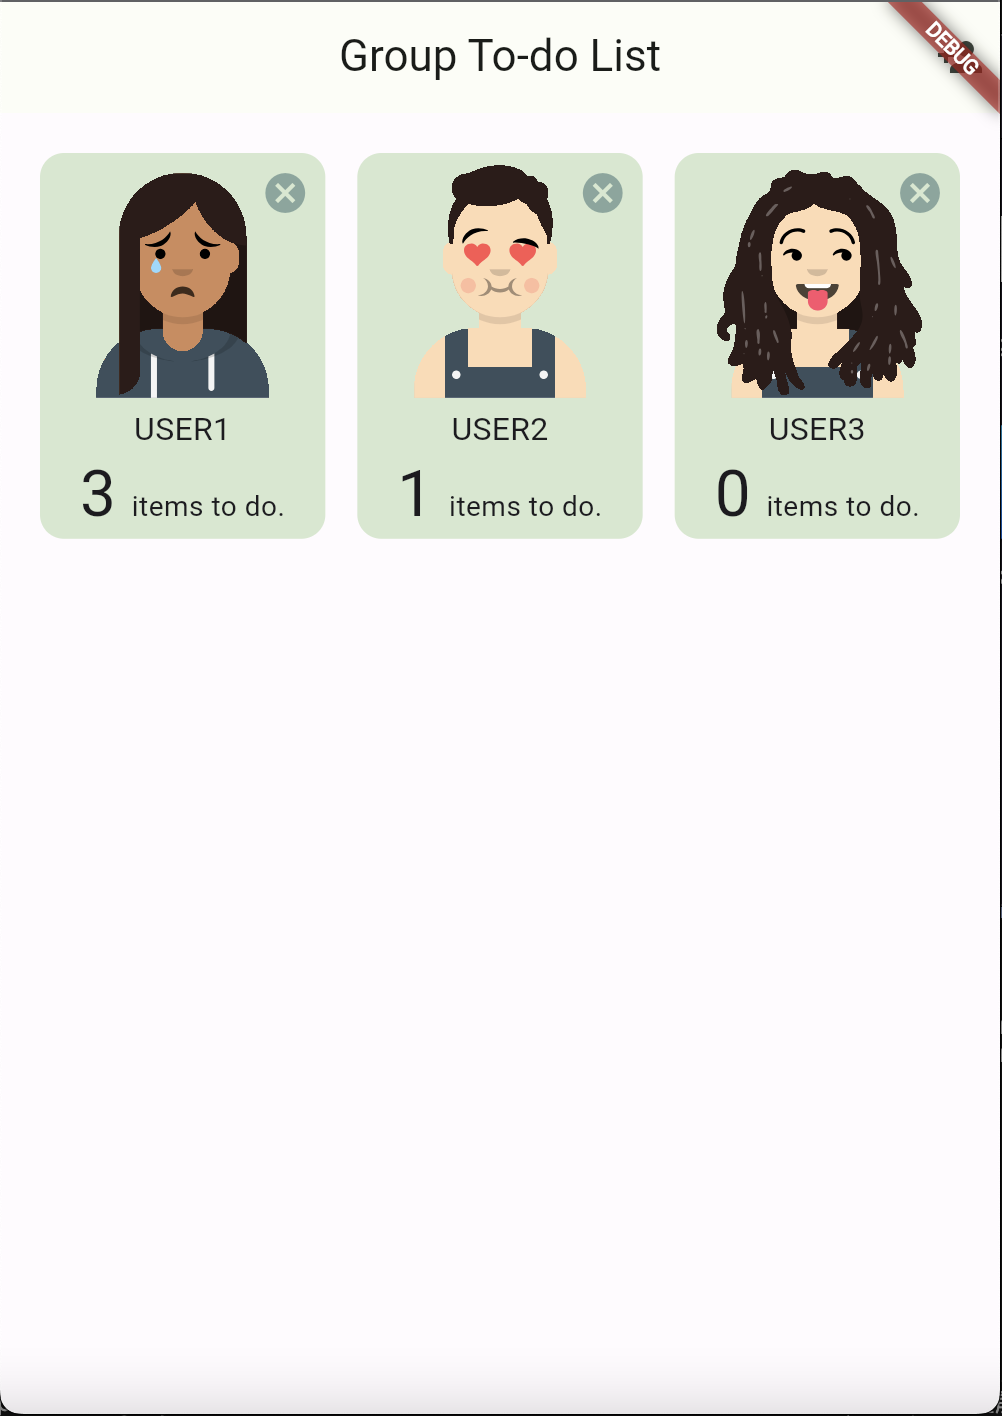 Group To-do List
DEBUG
USER1
USER2
USER3
3 items to do.
1 items to do.
0 items to do.